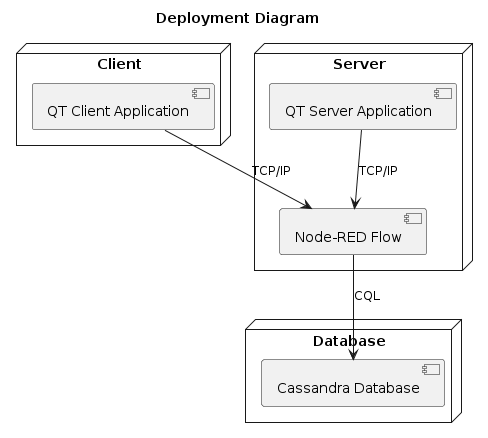 Deployment Diagram
Client
Server
QT Client Application
QT Server Application
TCP/IP
TCP/IP
Node-RED Flow
CQL
Database
Cassandra Database